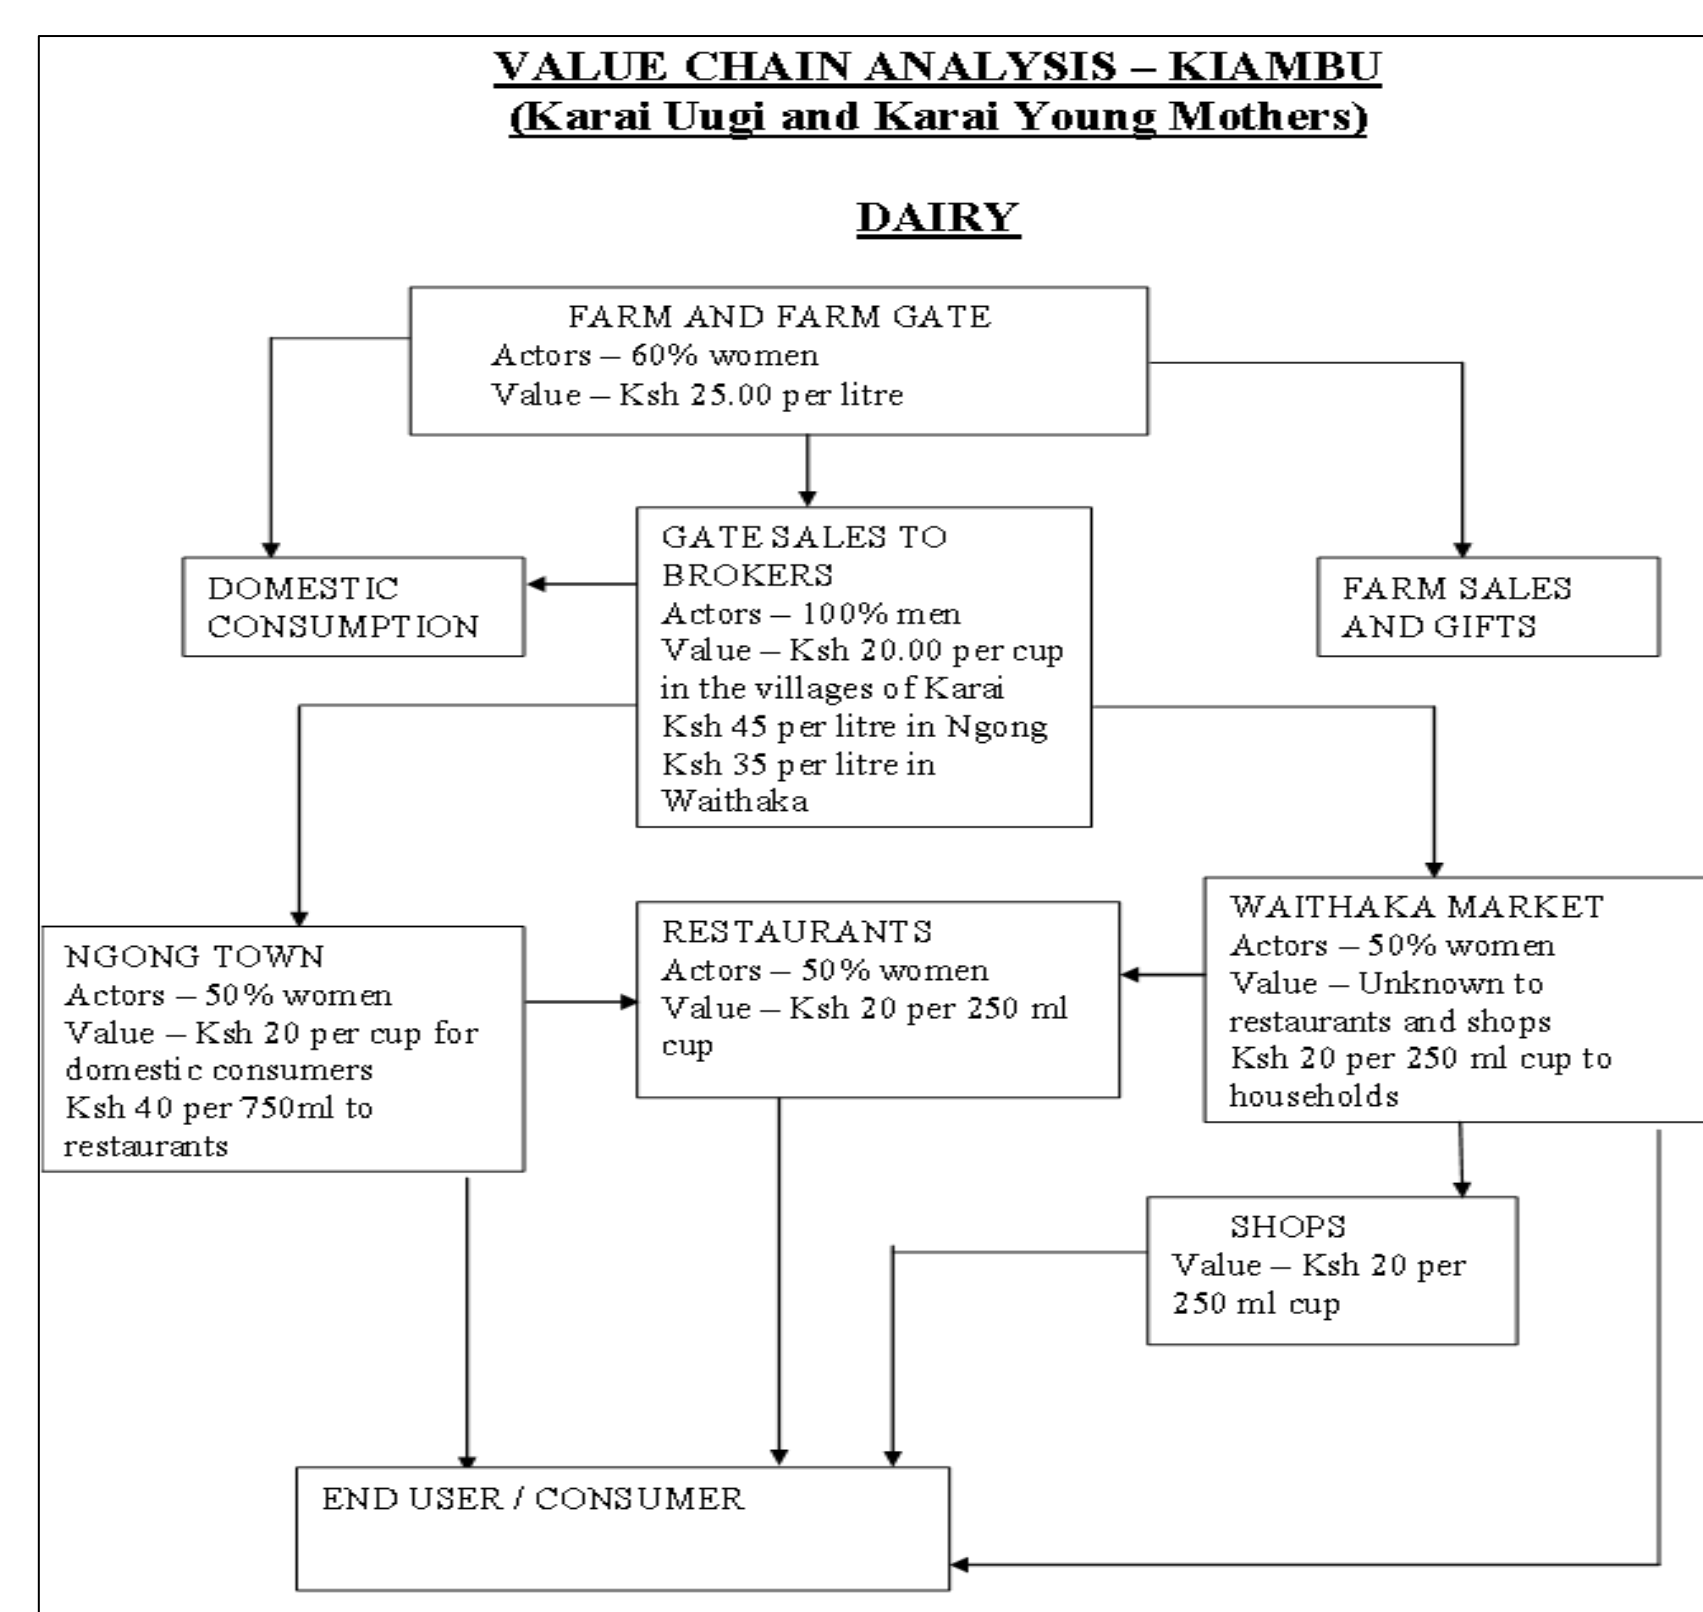 VALUE CHAIN ANALYSIS – KIAMBU
(Karai Uugi and Karai Young Mothers)
DAIRY
FARM AND FARM GATE
Actors – 60% women
Value – Ksh 25.00 per litre
GATE SALES TO
BROKERS
Actors – 100% men
Value – Ksh 20.00 per cup
in the villages of Karai
Ksh 45 per litre in Ngong
Ksh 35 per litre in
Waithaka
DOMESTIC
CONSUMPTION
FARM SALES
AND GIFTS
NGONG TOWN
Actors – 50% women
Value – Ksh 20 per cup for
domestic consumers
Ksh 40 per 750ml to
restaurants
RESTAURANTS
Actors – 50% women
Value – Ksh 20 per 250 ml
cup
WAITHAKA MARKET
Actors – 50% women
Value – Unknown to
restaurants and shops
Ksh 20 per 250 ml cup to
households
SHOPS
Value – Ksh 20 per
250 ml cup
END USER / CONSUMER